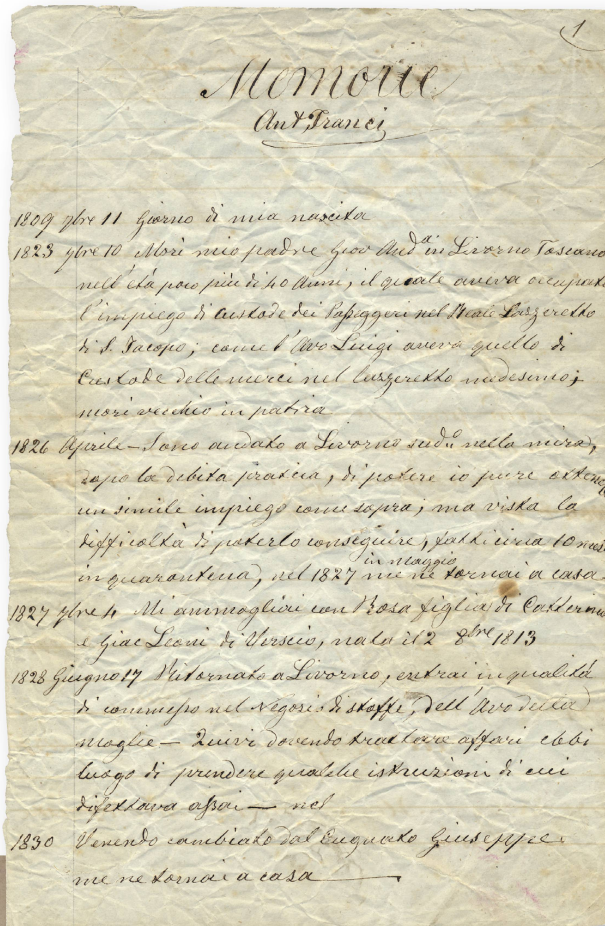 1
Memorie
Ant. Franci
1809 7bre 11 Giorno di mia nascita
1823 7bre 10 Morì mio padre Giov And.a in Livorno Toscano
nell'età poco più di 40 Anni, il quale aveva occupato
l'impiego di Custode dei Passeggeri nel Reale Lazzeretto
di S. Jacopo; come l'Avo Luigi aveva quello di
Custode delle merci nel Lazzeretto medesimo;
morì vecchio in patria
1826 Aprile – Sono andato a Livorno sud.o nella mira,
dopo la debita pratica, di potere io pure ottenere
un simile impiego come sopra; ma vista la
difficoltà di poterlo conseguire, fatti circa 10 mesi
in quarantena, nel 1827 in maggio me ne tornai a casa
1827 7bre 4 Mi ammogliai con Rosa figlia di Catterina
e Giac Leoni di Verscio, nata il 2 8bre 1813
1828 Giugno 17 Ritornato a Livorno, entrai in qualità
di commesso nel Negozio di stoffe, dell'Avo della
Moglie – Quivi dovendo trattare affari ebbi
luogo di prendere qualche istruzioni di cui
difettava assai – nel
1830 Venendo cambiato dal Cugnato Giuseppe
me ne tornai a casa